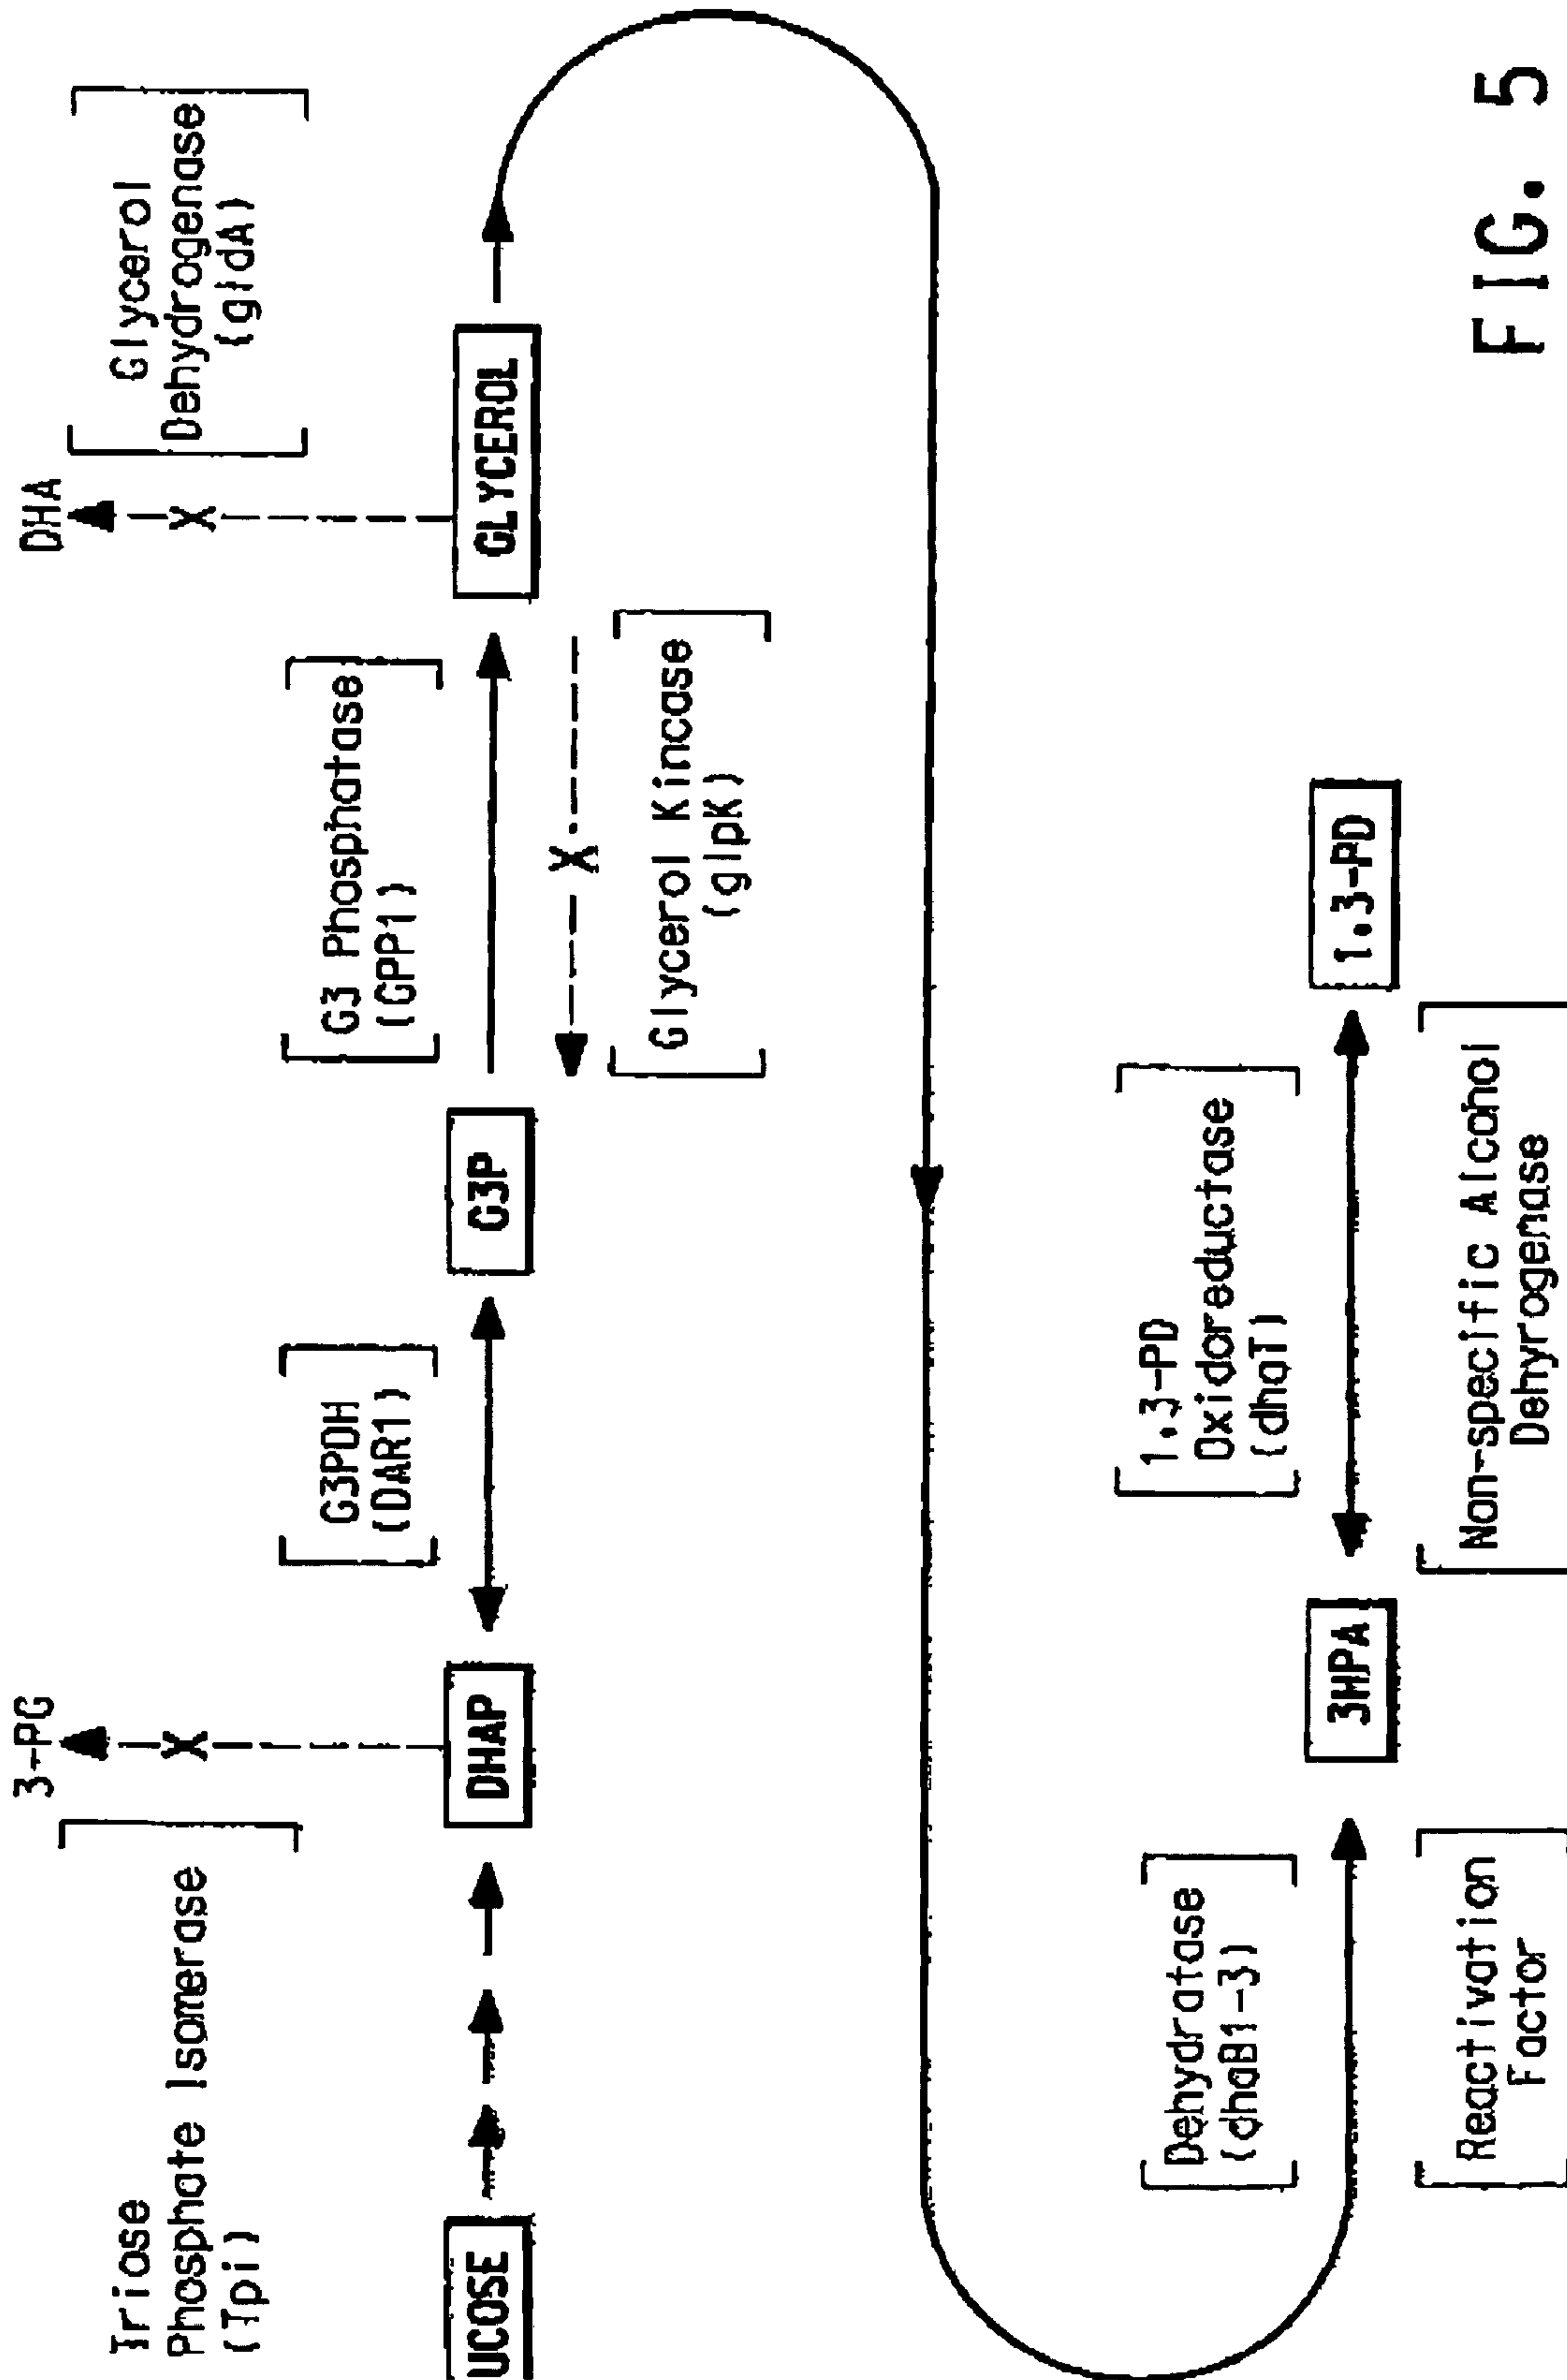 3-PG
DHA
Triose
Phosphate Isomerase
(Tpi)
Glycerol
Dehydrogenase
(gldA)
G3PDH
(DAR1)
G3 Phosphatase
(GPP1)
UCOSE
DHAP
G3P
GLYCEROL
X
X
X
Glycerol Kincase
(glpK)
Dehydratase
(dhaB1-3)
1.3-PD
Oxidoreductase
(dhaT)
3HPA
1.3-PD
Reactivation
Factor
Non-specific Alcohol
Dehyrogenase
FIG. 5